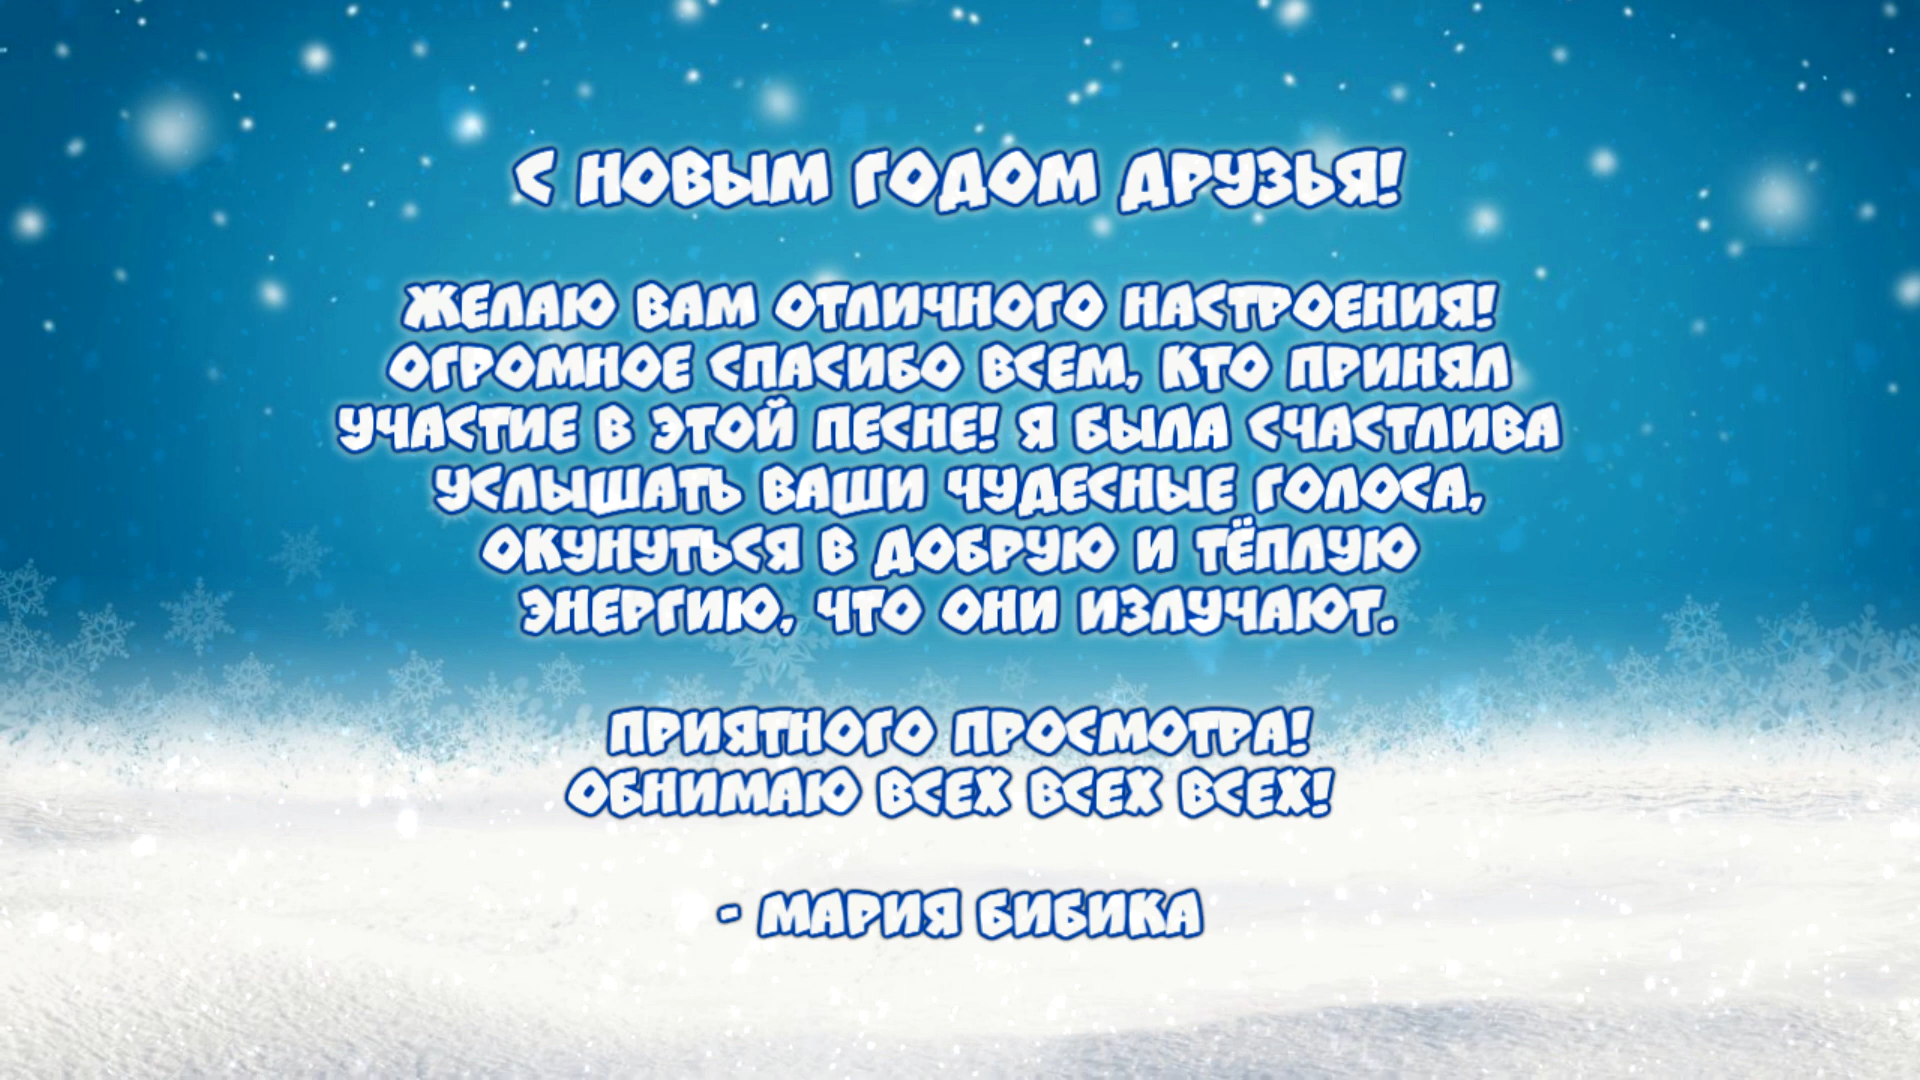 С НОВЫМ ГОДОМ ДРУЗЬЯ!
ЖЕЛАЮ ВАМ ОТЛИЧНОГО НАСТРОЕНИЯ!
ОГРОМНОЕ СПАСИБО ВСЕМ, КТО ПРИНЯЛ
УЧАСТИЕ В ЭТОЙ ПЕСНЕ! Я БЫЛА СЧАСТЛИВА
УСЛЫШАТЬ ВАШИ ЧУДЕСНЫЕ ГОЛОСА,
ОКУНУТЬСЯ В ДОБРУЮ И ТЁПЛУЮ
ЭНЕРГИЮ, ЧТО ОНИ ИЗЛУЧАЮТ.
ПРИЯТНОГО ПРОСМОТРА!
ОБНИМАЮ ВСЕХ ВСЕХ ВСЕХ!
- МАРИЯ БИБИКА